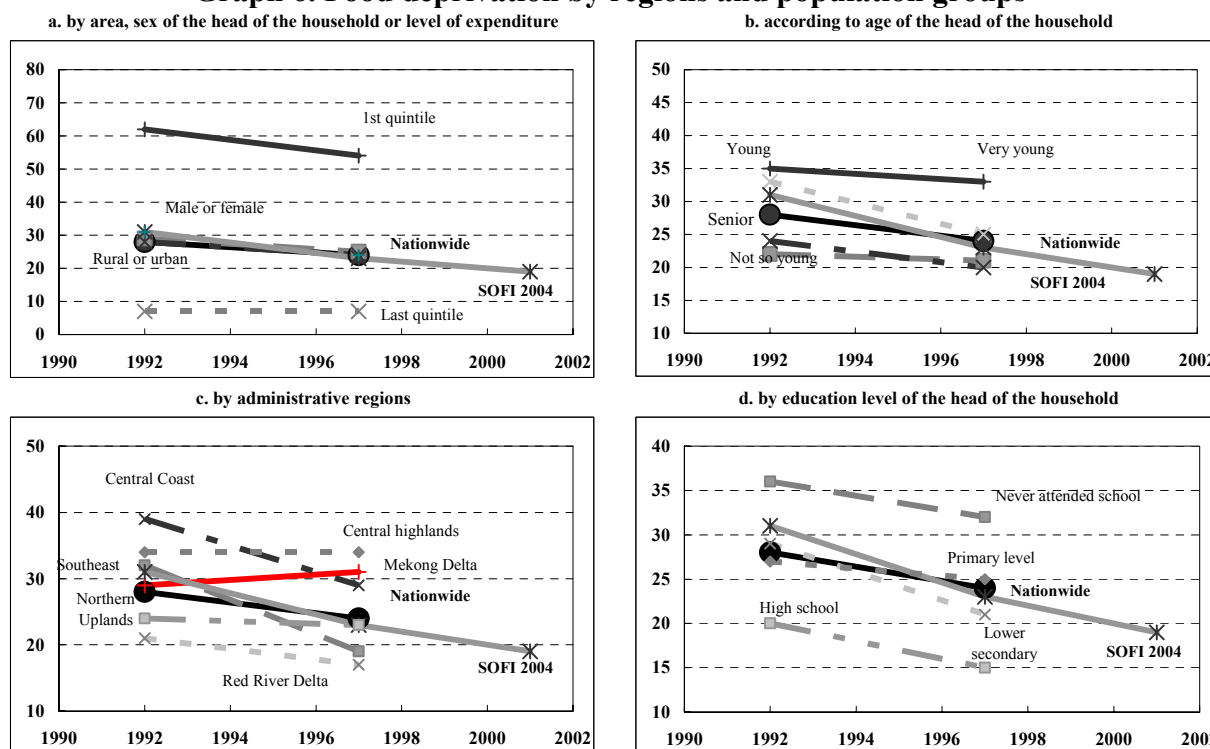 Graph 6. Food deprivation by regions and population groups
a. by area, sex of the head of the household or level of expenditure
80
70
60
50
40
30
20
10
0
1st quintile
Male or female
Nationwide
Rural or urban
SOFI 2004
Last quintile
1990 1992 1994 1996 1998 2000 2002
b. according to age of the head of the household
50
45
40
35
30
25
20
15
10
Young
Very young
Senior
Nationwide
Not so young
SOFI 2004
1990 1992 1994 1996 1998 2000 2002
c. by administrative regions
50
40
30
20
10
Central Coast
Central highlands
Southeast
Mekong Delta
Nationwide
Northern
Uplands
SOFI 2004
Red River Delta
1990 1992 1994 1996 1998 2000 2002
d. by education level of the head of the household
40
35
30
25
20
15
10
Never attended school
Primary level
Nationwide
High school
Lower
secondary
SOFI 2004
1990 1992 1994 1996 1998 2000 2002